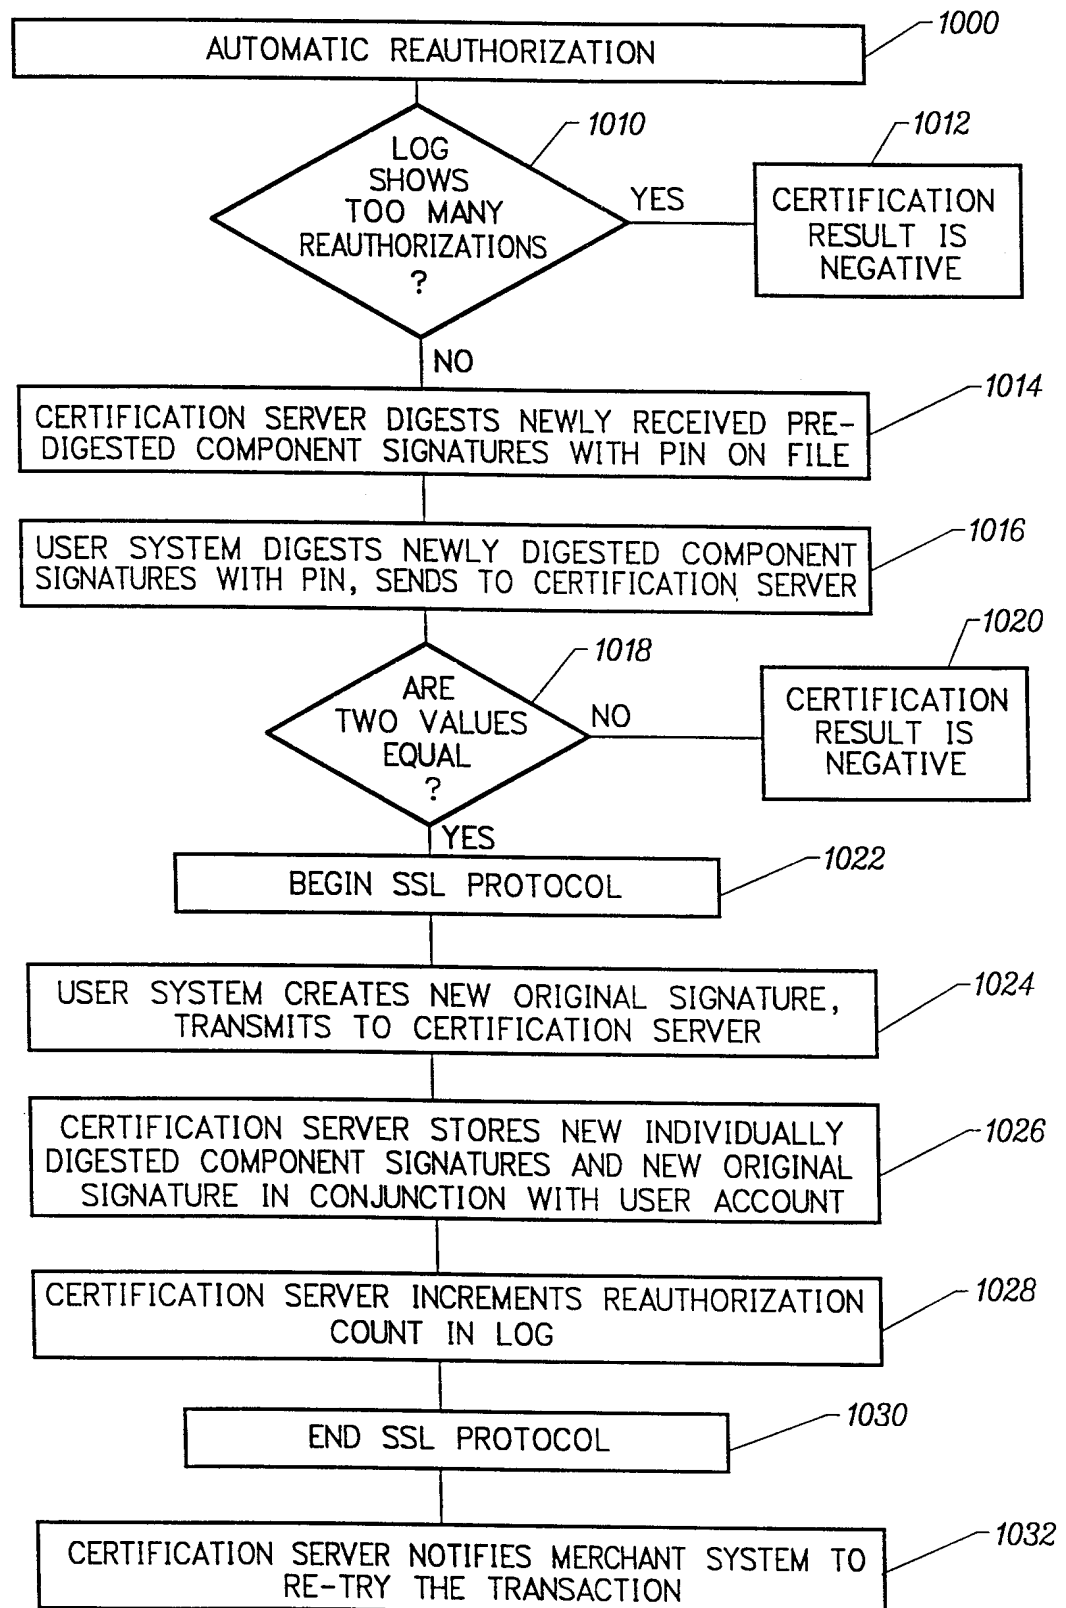 1000
AUTOMATIC REAUTHORIZATION
1010
LOG
SHOWS
TOO MANY
REAUTHORIZATIONS
?
YES
1012
CERTIFICATION
RESULT IS
NEGATIVE
NO
1014
CERTIFICATION SERVER DIGESTS NEWLY RECEIVED PRE-
DIGESTED COMPONENT SIGNATURES WITH PIN ON FILE
1016
USER SYSTEM DIGESTS NEWLY DIGESTED COMPONENT
SIGNATURES WITH PIN, SENDS TO CERTIFICATION SERVER
1018
ARE
TWO VALUES
EQUAL
?
NO
1020
CERTIFICATION
RESULT IS
NEGATIVE
YES
1022
BEGIN SSL PROTOCOL
1024
USER SYSTEM CREATES NEW ORIGINAL SIGNATURE,
TRANSMITS TO CERTIFICATION SERVER
1026
CERTIFICATION SERVER STORES NEW INDIVIDUALLY
DIGESTED COMPONENT SIGNATURES AND NEW ORIGINAL
SIGNATURE IN CONJUNCTION WITH USER ACCOUNT
1028
CERTIFICATION SERVER INCREMENTS REAUTHORIZATION
COUNT IN LOG
1030
END SSL PROTOCOL
1032
CERTIFICATION SERVER NOTIFIES MERCHANT SYSTEM TO
RE-TRY THE TRANSACTION